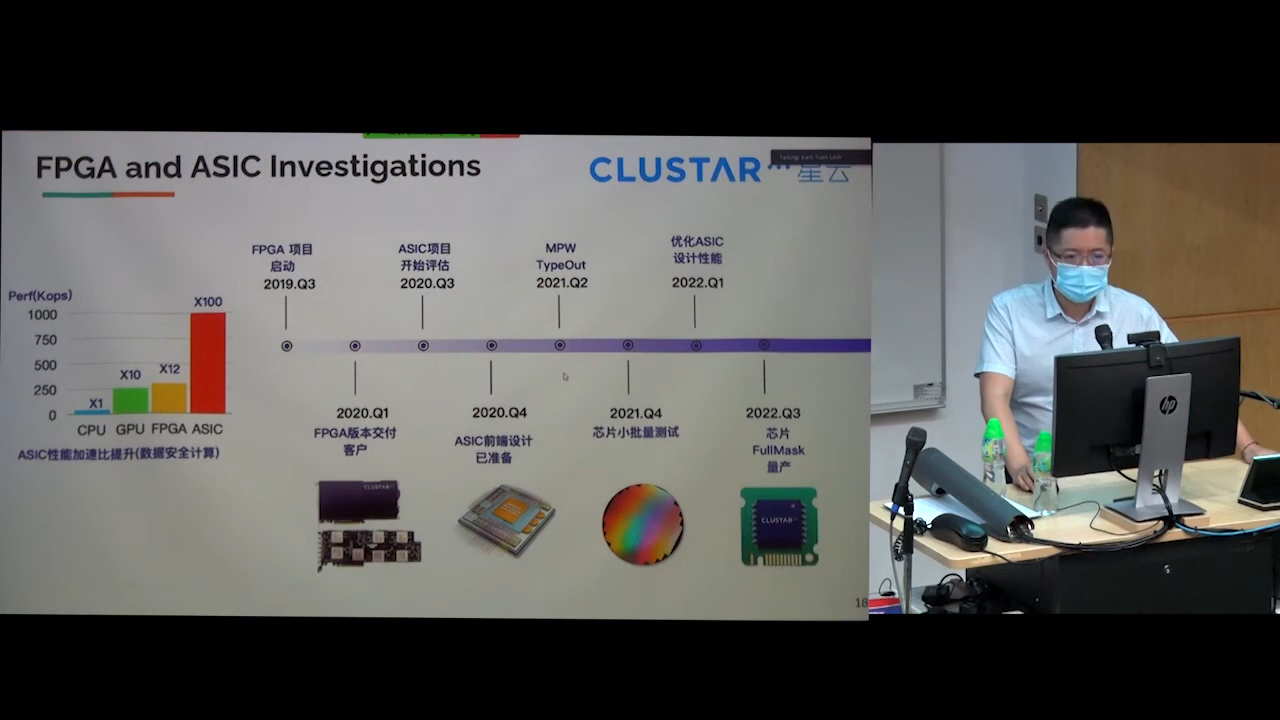 FPGA and ASIC Investigations
CLUSTAR 星云
Talking: Kam Tuen
Perf(Kops)
1000
750
500
250
0
X1
X10
X12
X100
CPU
GPU
FPGA
ASIC
ASIC性能加速比提升(数据安全计算)
FPGA 项目
启动
2019.Q3
ASIC项目
开始评估
2020.Q3
MPW
TypeOut
2021.Q2
优化ASIC
设计性能
2022.Q1
2020.Q1
FPGA版本交付
客户
2020.Q4
ASIC前端设计
已准备
2021.Q4
芯片小批量测试
2022.Q3
芯片
FullMask
量产
CLUSTAR
CLUSTAR
18
hp